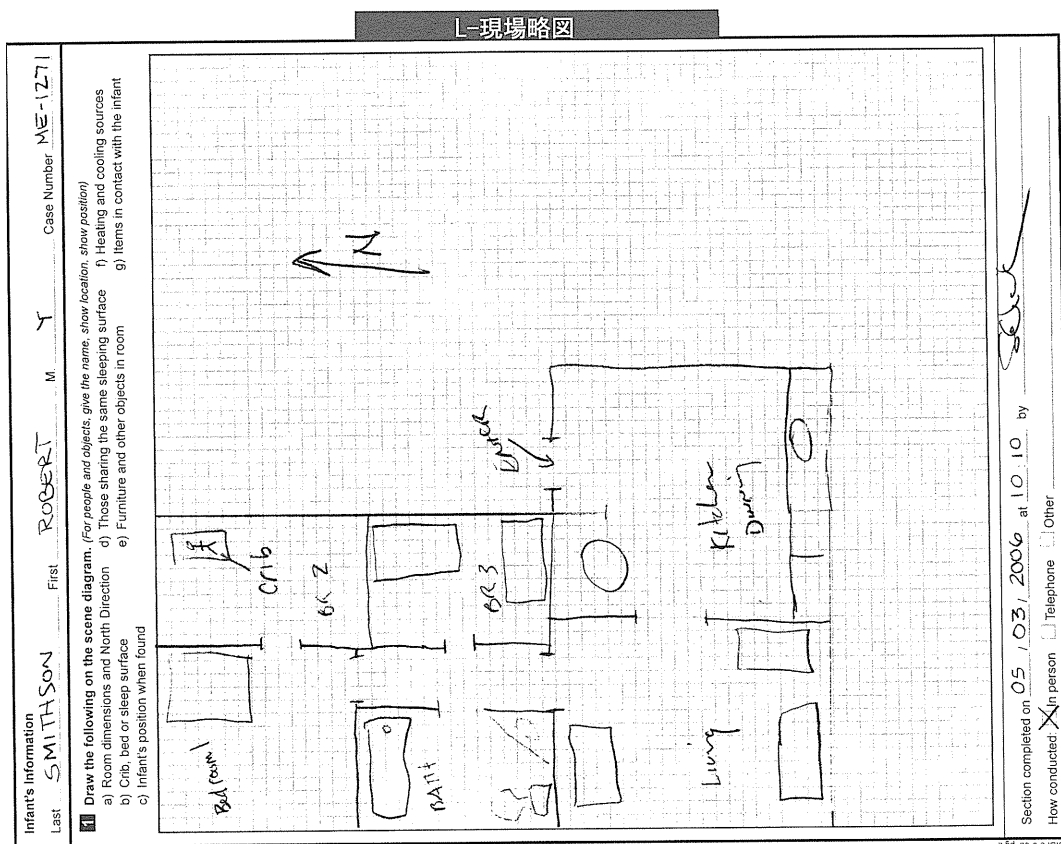 L-現場略図
Infant's Information
Last SMITHSON First ROBERT M. Y Case Number ME-1271
1 Draw the following on the scene diagram. (For people and objects, give the name, show location, show position)
a) Room dimensions and North Direction d) Those sharing the same sleeping surface f) Heating and cooling sources
b) Crib, bed or sleep surface e) Furniture and other objects in room g) Items in contact with the infant
c) Infant's position when found
Bedroom 1
Crib
BR 2
N
BATH
BR 3
ENTER
Living
Kitchen
Section completed on 05 / 03 / 2006 at 10:10 by
How conducted: X In person Telephone Other